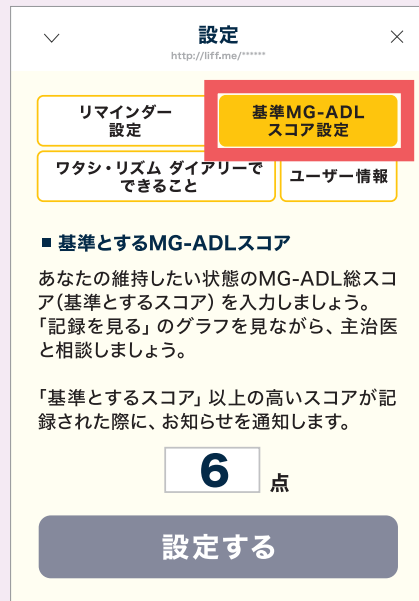 設定
http://liff.me/******
リマインダー
設定
基準MG-ADL
スコア設定
ワタシ・リズム ダイアリーで
できること
ユーザー情報
■ 基準とするMG-ADLスコア
あなたの維持したい状態のMG-ADL総スコ
ア（基準とするスコア）を入力しましょう。
「記録を見る」のグラフを見ながら、主治医
と相談しましょう。
「基準とするスコア」以上の高いスコアが記
録された際に、お知らせを通知します。
6 点
設定する